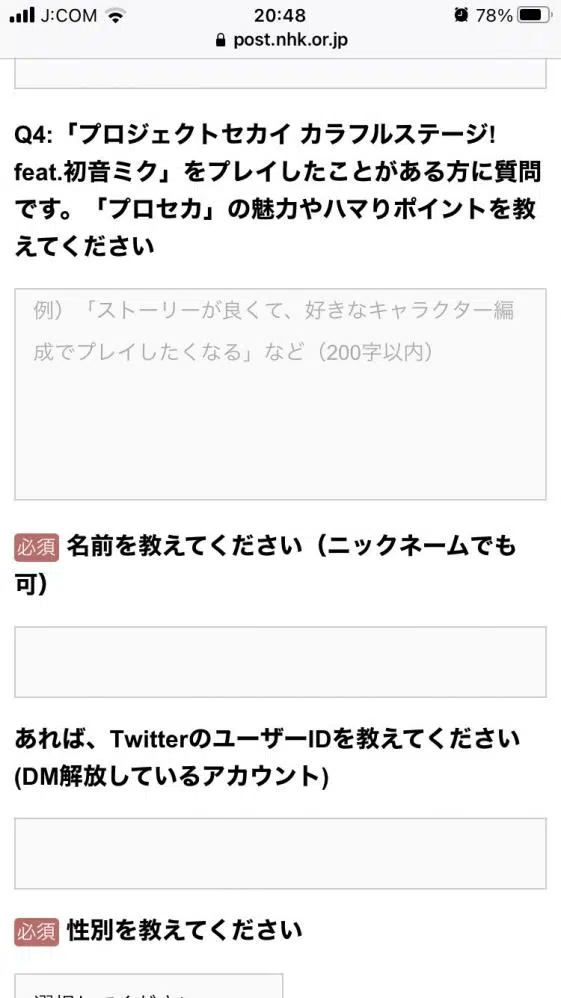 J:COM 20:48 78%
post.nhk.or.jp
Q4:「プロジェクトセカイ カラフルステージ!
feat.初音ミク」をプレイしたことがある方に質問
です。「プロセカ」の魅力やハマりポイントを教
えてください
例）「ストーリーが良くて、好きなキャラクター編
成でプレイしたくなる」など（200字以内）
必須 名前を教えてください（ニックネームでも
可）
あれば、TwitterのユーザーIDを教えてください
(DM解放しているアカウント)
必須 性別を教えてください